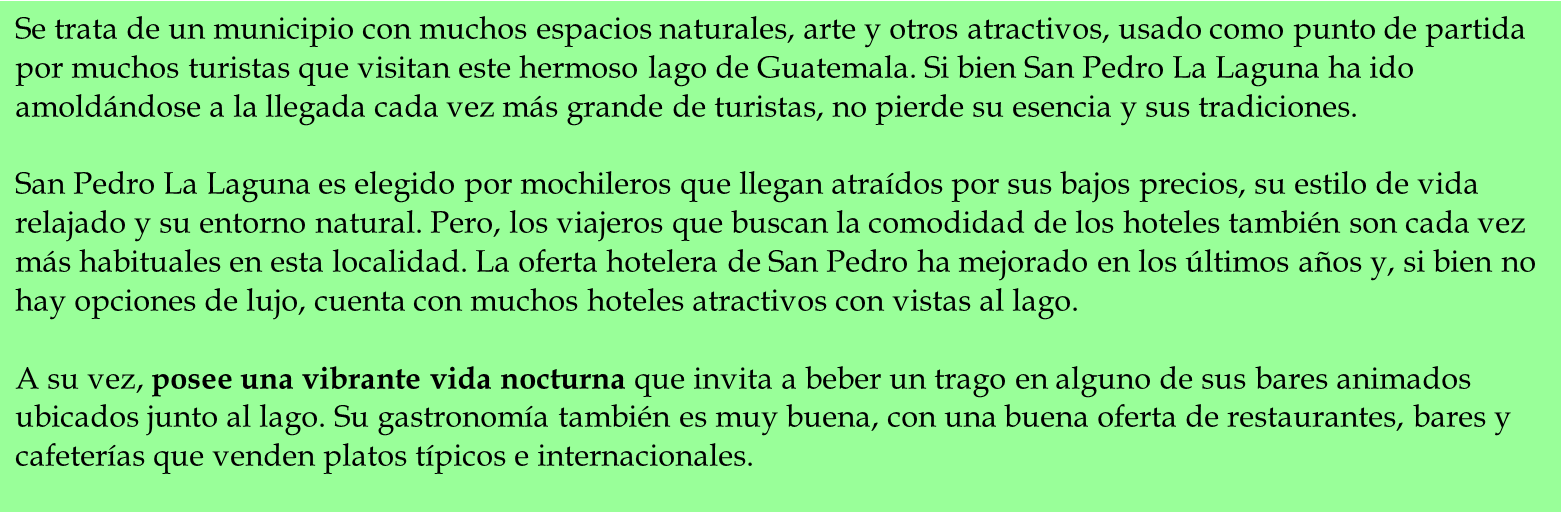 Se trata de un municipio con muchos espacios naturales, arte y otros atractivos, usado como punto de partida
por muchos turistas que visitan este hermoso lago de Guatemala. Si bien San Pedro La Laguna ha ido
amoldándose a la llegada cada vez más grande de turistas, no pierde su esencia y sus tradiciones.
San Pedro La Laguna es elegido por mochileros que llegan atraídos por sus bajos precios, su estilo de vida
relajado y su entorno natural. Pero, los viajeros que buscan la comodidad de los hoteles también son cada vez
más habituales en esta localidad. La oferta hotelera de San Pedro ha mejorado en los últimos años y, si bien no
hay opciones de lujo, cuenta con muchos hoteles atractivos con vistas al lago.
A su vez, posee una vibrante vida nocturna que invita a beber un trago en alguno de sus bares animados
ubicados junto al lago. Su gastronomía también es muy buena, con una buena oferta de restaurantes, bares y
cafeterías que venden platos típicos e internacionales.